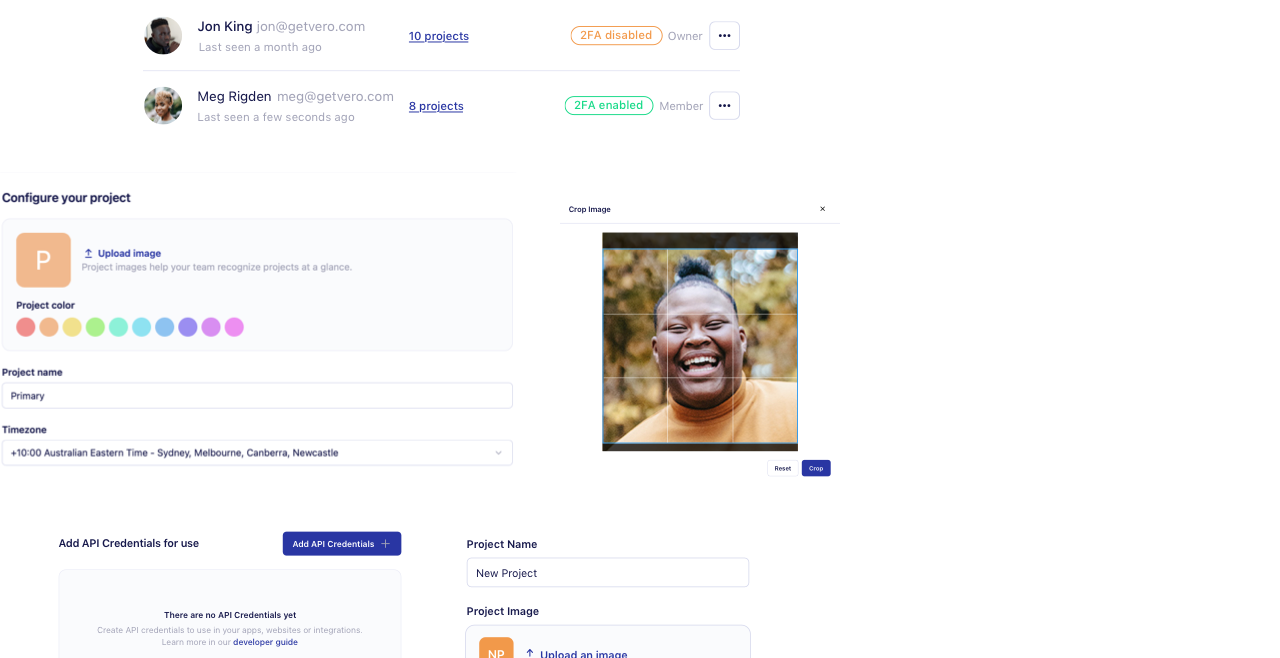 Jon King jon@getvero.com
Last seen a month ago
10 projects
2FA disabled
Owner
Meg Rigden meg@getvero.com
Last seen a few seconds ago
8 projects
2FA enabled
Member
Configure your project
P
Upload image
Project images help your team recognize projects at a glance.
Project color
Project name
Primary
Timezone
+10:00 Australian Eastern Time - Sydney, Melbourne, Canberra, Newcastle
Crop Image
Reset
Crop
Add API Credentials for use
Add API Credentials
There are no API Credentials yet
Create API credentials to use in your apps, websites or integrations.
Learn more in our developer guide
Project Name
New Project
Project Image
NP
Upload an image